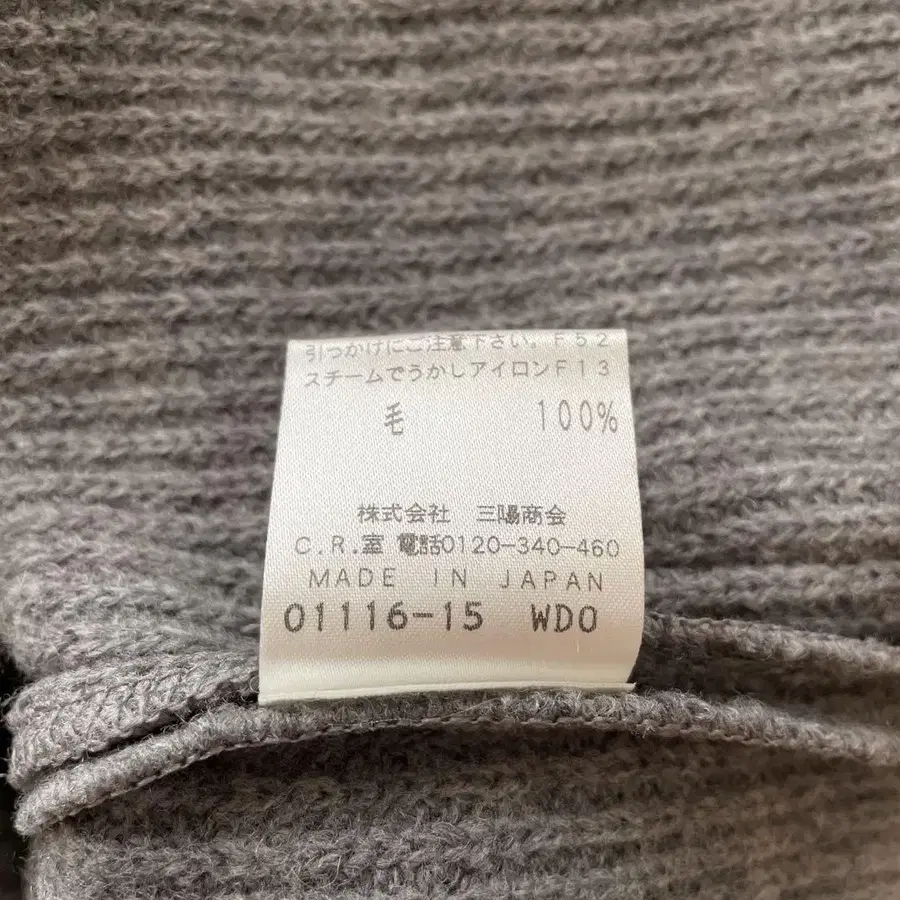 引っかけにご注意下さい。F52
スチームでうかしアイロンF13
毛 100%
株式会社 三陽商会
C.R.室 電話0120-340-460
MADE IN JAPAN
01116-15 WDO